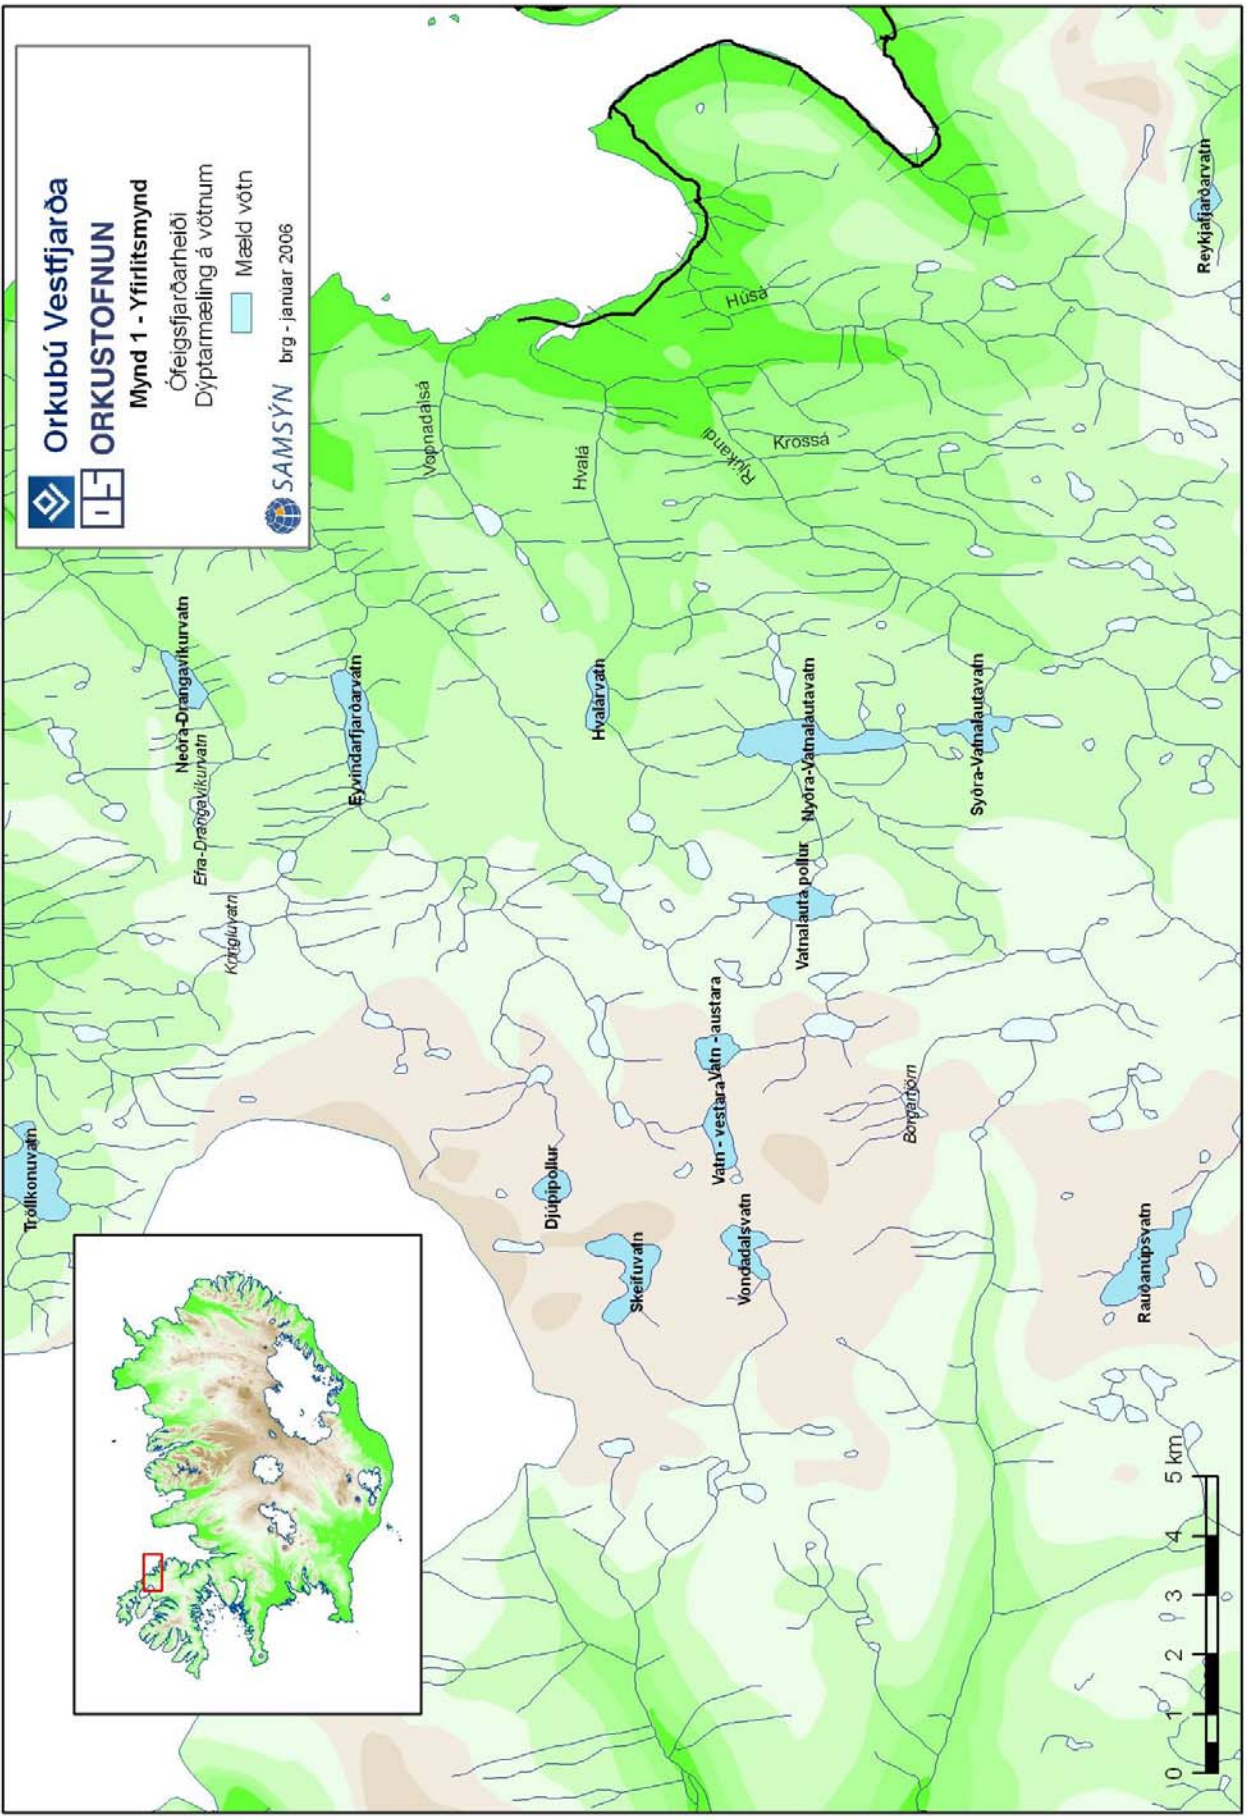 Orkubú Vestfjarða
ORKUSTOFNUN
Mynd 1 - Yfirlitsmynd
Ófeigsfjarðarheiði
Dýptarmæling á vötnum
Mæld vötn
SAMSÝN brg - janúar 2006
Tröllkonuvatn
Neðra-Drangavíkurvatn
Efra-Drangavíkurvatn
Kringluvatn
Eyvindarfjarðarvatn
Vopnadalsá
Hvalá
Rjúkandi
Krossá
Húsá
Hvalárvatn
Djúpipollur
Skeifuvatn
Vatn - vestara
Vatn - austara
Vondadalsvatn
Vatnalauta pollur
Nyðra-Vatnalautavatn
Syðra-Vatnalautavatn
Borgartjörn
Rauðanúpsvatn
Reykjafjarðarvatn
0 1 2 3 4 5 km